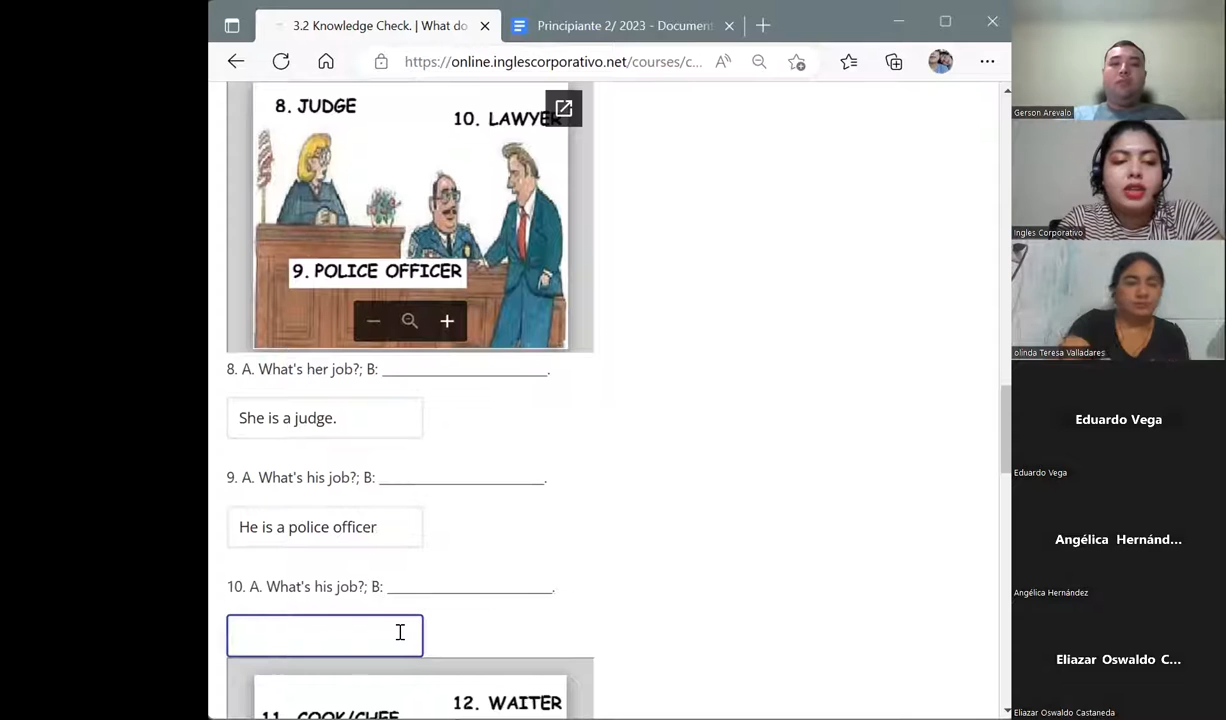 3.2 Knowledge Check. | What do
Principiante 2/ 2023 - Document
https://online.inglescorporativo.net/courses/c...
8. JUDGE
10. LAWYER
9. POLICE OFFICER
8. A. What's her job?; B: ____________________.
She is a judge.
9. A. What's his job?; B: ____________________.
He is a police officer
10. A. What's his job?; B: ____________________.
11. COOK/CHEF
12. WAITER
Gerson Arevalo
Ingles Corporativo
olinda Teresa Valladares
Eduardo Vega
Eduardo Vega
Angélica Hernánd...
Angélica Hernández
Eliazar Oswaldo C...
Eliazar Oswaldo Castaneda